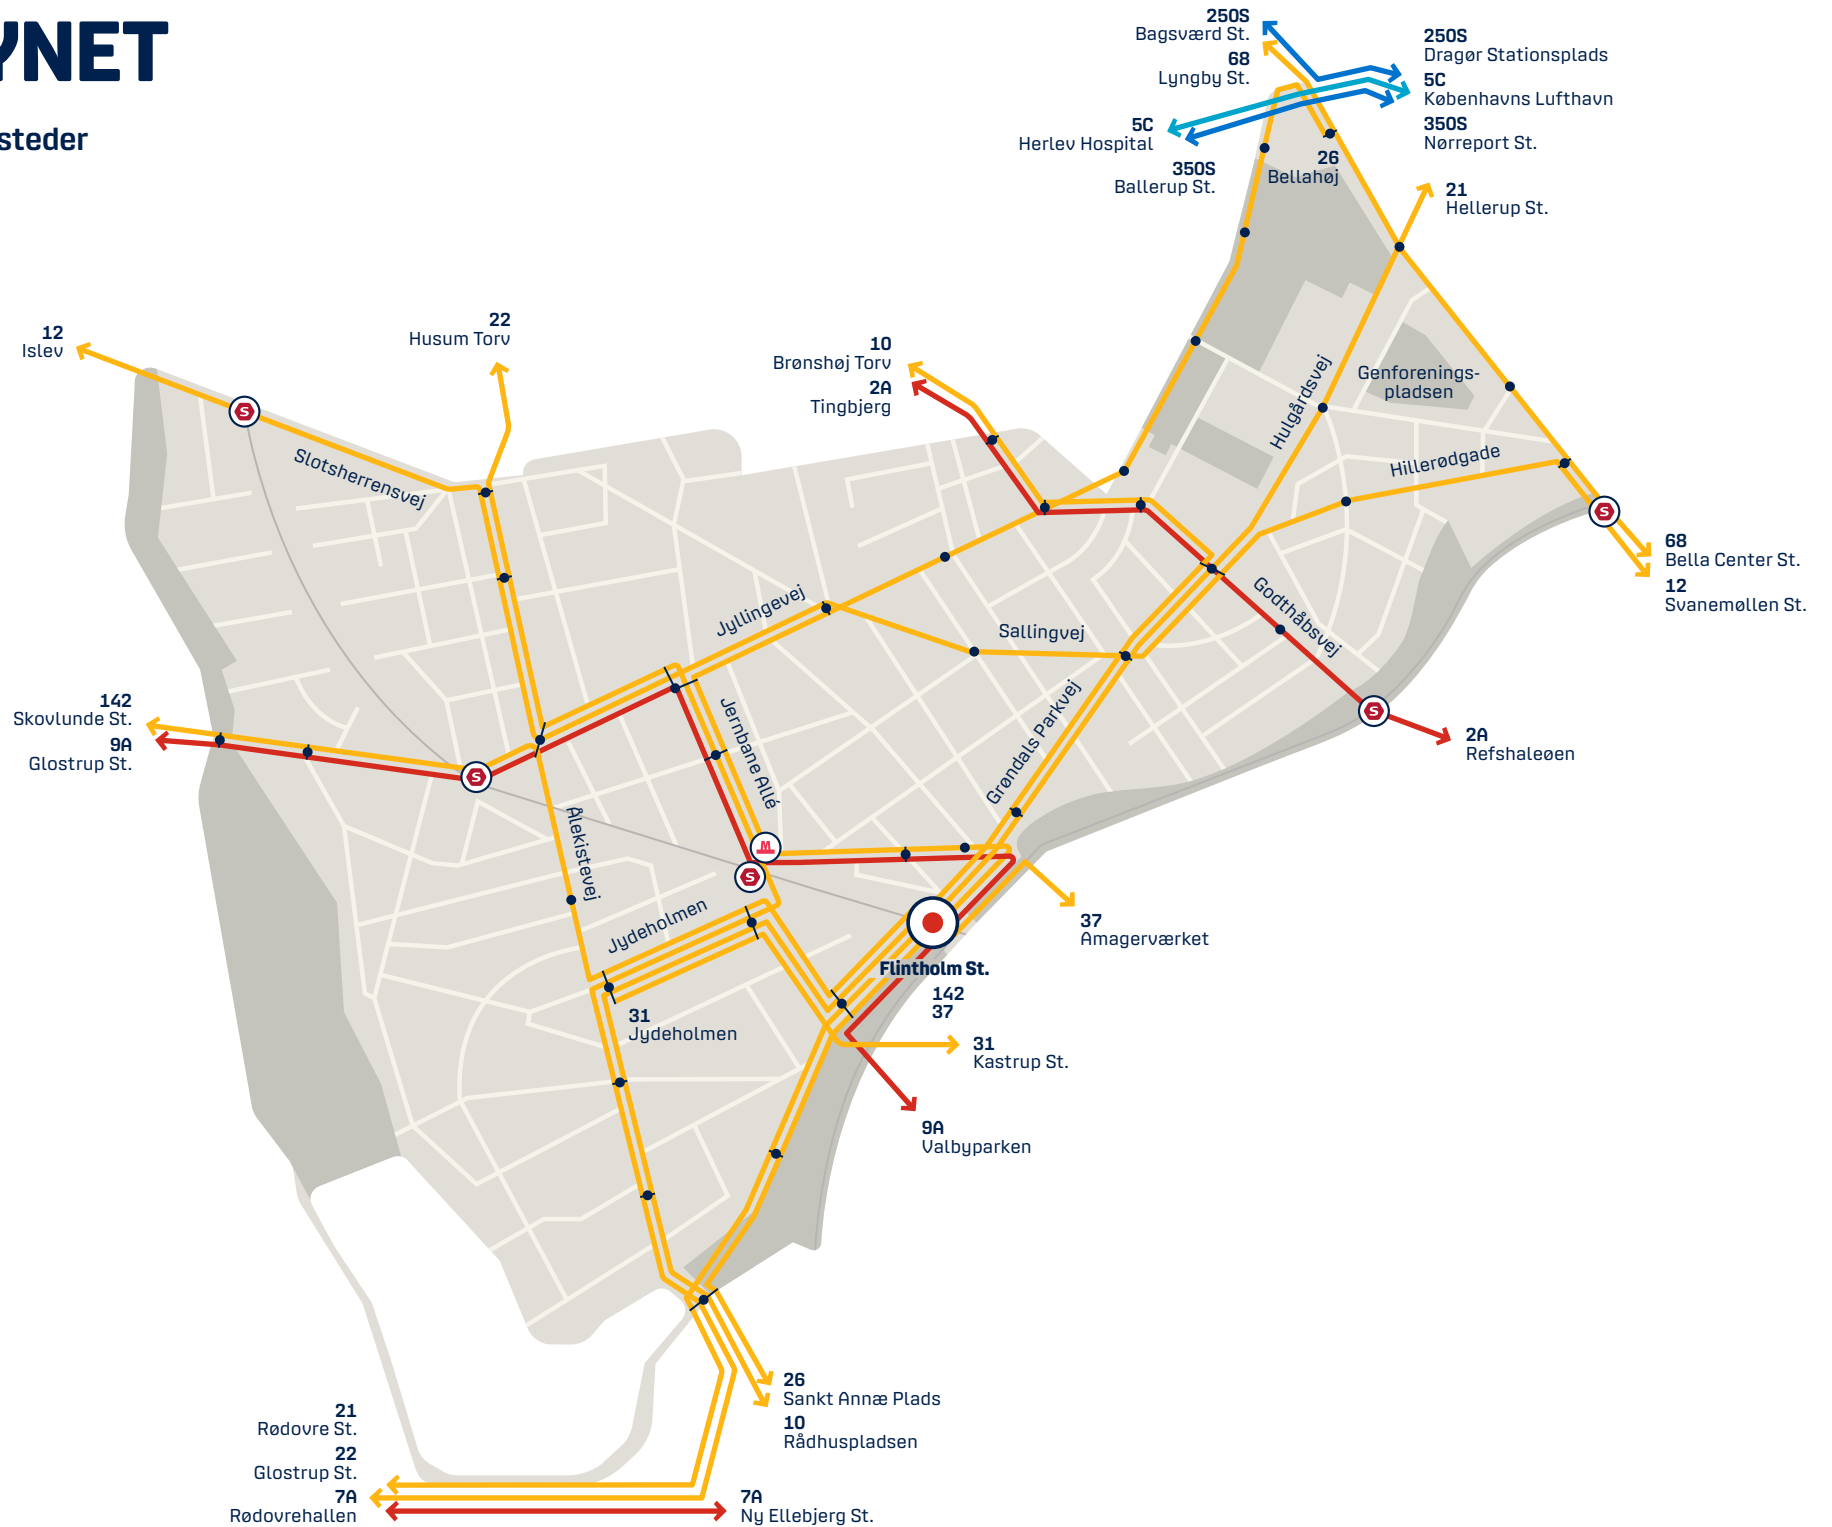 YNET
steder
250S
Bagsværd St.
68
Lyngby St.
250S
Dragør Stationsplads
5C
Københavns Lufthavn
350S
Nørreport St.
5C
Herlev Hospital
350S
Ballerup St.
26
Bellahøj
21
Hellerup St.
12
Islev
S
22
Husum Torv
10
Brønshøj Torv
2A
Tingbjerg
Hulgårdsvej
Genforenings-
pladsen
Slotsherrensvej
Hillerødgade
S
68
Bella Center St.
12
Svanemøllen St.
Jyllingevej
Sallingvej
Godthåbsvej
142
Skovlunde St.
9A
Glostrup St.
S
Jernbane Allé
Grøndals Parkvej
S
2A
Refshaleøen
Ålekistevej
M
S
Jydeholmen
37
Amagerværket
Flintholm St.
142
37
31
Jydeholmen
31
Kastrup St.
9A
Valbyparken
26
Sankt Annæ Plads
10
Rådhuspladsen
21
Rødovre St.
22
Glostrup St.
7A
Rødovrehallen
7A
Ny Ellebjerg St.